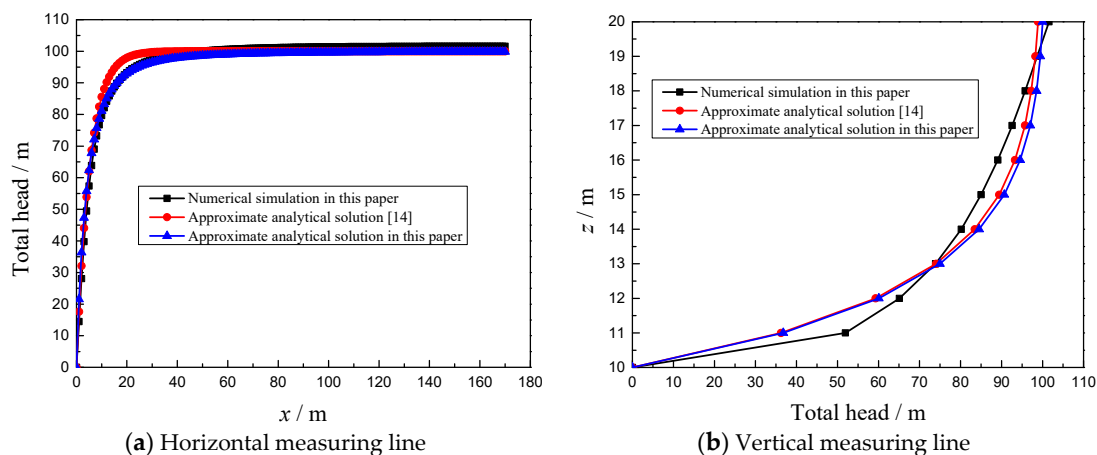 110
100
90
80
70
60
50
40
30
20
10
0
Total head / m
Numerical simulation in this paper
Approximate analytical solution [14]
Approximate analytical solution in this paper
0 20 40 60 80 100 120 140 160 180
x / m
(a) Horizontal measuring line
20
19
18
17
16
15
14
13
12
11
10
z / m
Numerical simulation in this paper
Approximate analytical solution [14]
Approximate analytical solution in this paper
0 10 20 30 40 50 60 70 80 90 100 110
Total head / m
(b) Vertical measuring line